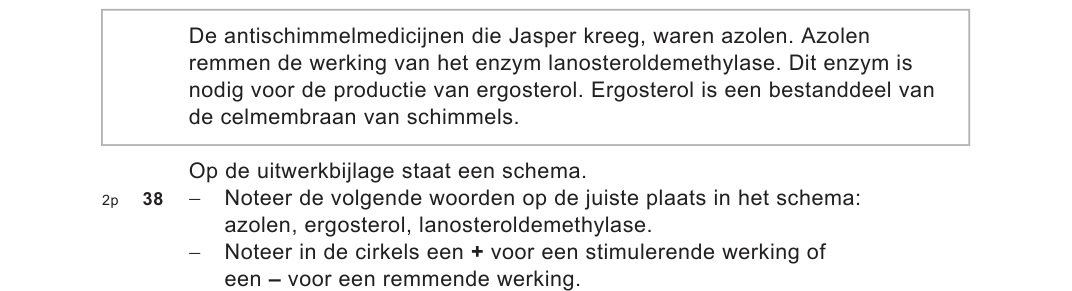 De antischimmelmedicijnen die Jasper kreeg, waren azolen. Azolen
remmen de werking van het enzym lanosteroldemethylase. Dit enzym is
nodig voor de productie van ergosterol. Ergosterol is een bestanddeel van
de celmembraan van schimmels.
Op de uitwerkbijlage staat een schema.
2p 38 – Noteer de volgende woorden op de juiste plaats in het schema:
azolen, ergosterol, lanosteroldemethylase.
– Noteer in de cirkels een + voor een stimulerende werking of
een – voor een remmende werking.